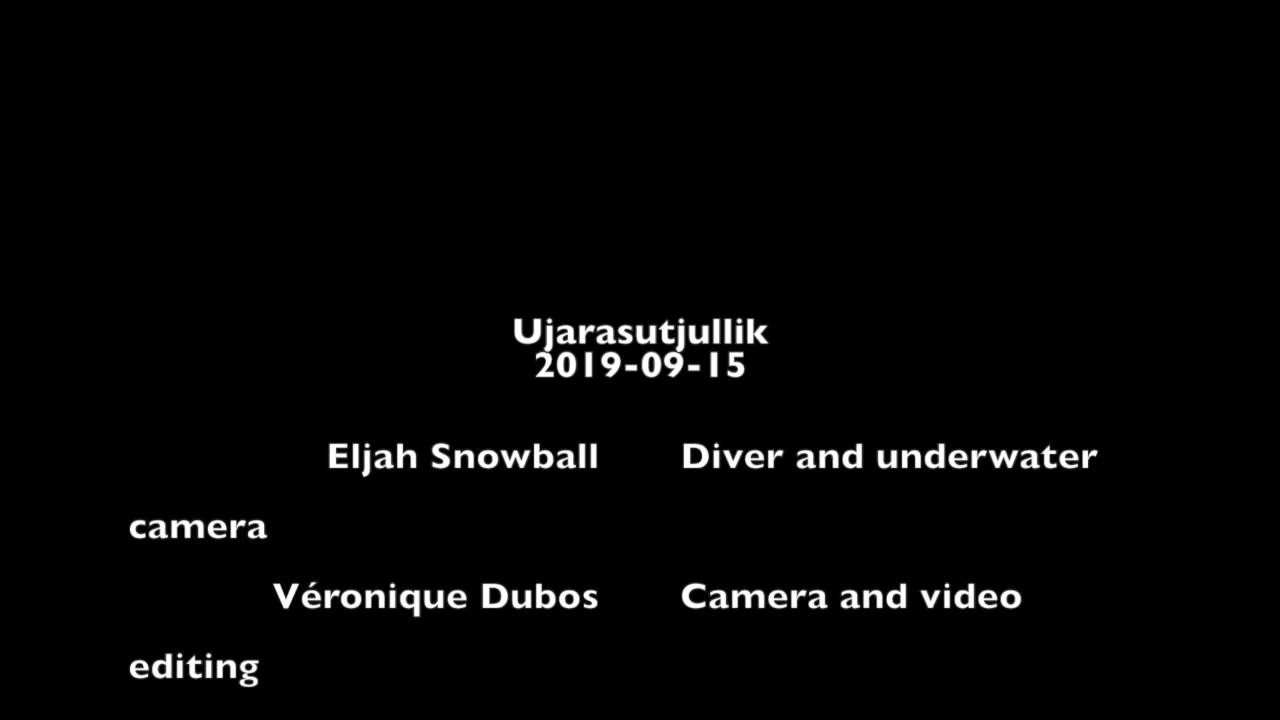 Ujarasutjullik
2019-09-15
Eljah Snowball Diver and underwater
camera
Véronique Dubos Camera and video
editing